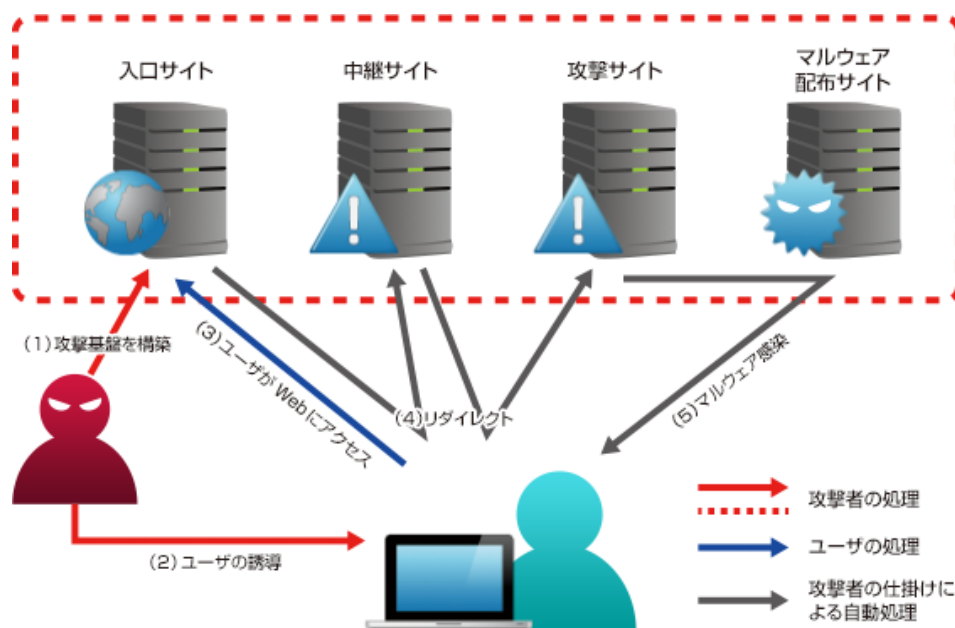 入口サイト
中継サイト
攻撃サイト
マルウェア
配布サイト
(1)攻撃基盤を構築
(3)ユーザが Webにアクセス
(4)リダイレクト
(5)マルウェア感染
(2)ユーザの誘導
攻撃者の処理
ユーザの処理
攻撃者の仕掛けに
よる自動処理